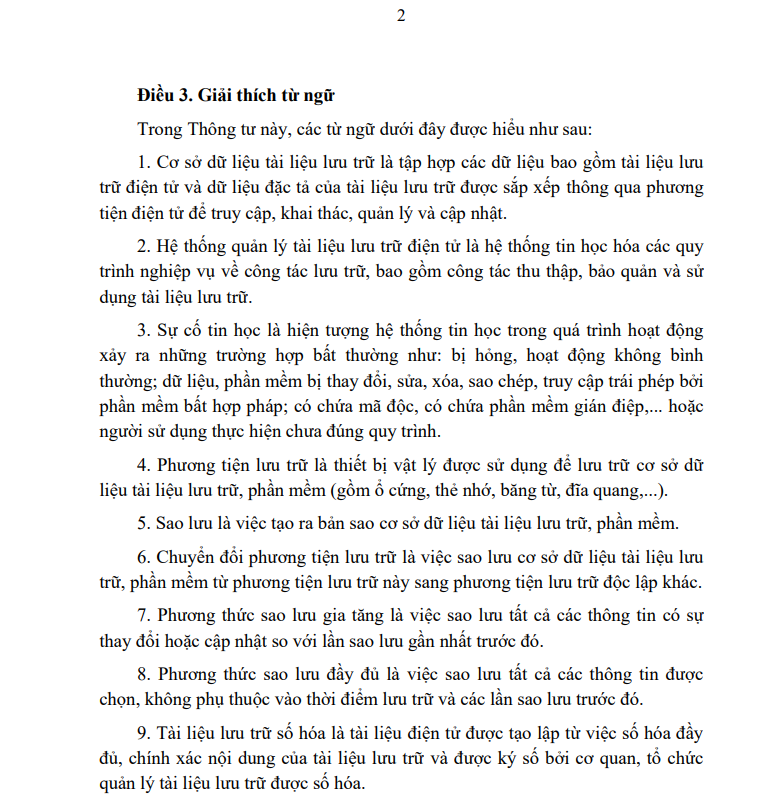 2
Điều 3. Giải thích từ ngữ
Trong Thông tư này, các từ ngữ dưới đây được hiểu như sau:
1. Cơ sở dữ liệu tài liệu lưu trữ là tập hợp các dữ liệu bao gồm tài liệu lưu
trữ điện tử và dữ liệu đặc tả của tài liệu lưu trữ được sắp xếp thông qua phương
tiện điện tử để truy cập, khai thác, quản lý và cập nhật.
2. Hệ thống quản lý tài liệu lưu trữ điện tử là hệ thống tin học hóa các quy
trình nghiệp vụ về công tác lưu trữ, bao gồm công tác thu thập, bảo quản và sử
dụng tài liệu lưu trữ.
3. Sự cố tin học là hiện tượng hệ thống tin học trong quá trình hoạt động
xảy ra những trường hợp bất thường như: bị hỏng, hoạt động không bình
thường; dữ liệu, phần mềm bị thay đổi, sửa, xóa, sao chép, truy cập trái phép bởi
phần mềm bất hợp pháp; có chứa mã độc, có chứa phần mềm gián điệp,... hoặc
người sử dụng thực hiện chưa đúng quy trình.
4. Phương tiện lưu trữ là thiết bị vật lý được sử dụng để lưu trữ cơ sở dữ
liệu tài liệu lưu trữ, phần mềm (gồm ổ cứng, thẻ nhớ, băng từ, đĩa quang,...).
5. Sao lưu là việc tạo ra bản sao cơ sở dữ liệu tài liệu lưu trữ, phần mềm.
6. Chuyển đổi phương tiện lưu trữ là việc sao lưu cơ sở dữ liệu tài liệu lưu
trữ, phần mềm từ phương tiện lưu trữ này sang phương tiện lưu trữ độc lập khác.
7. Phương thức sao lưu gia tăng là việc sao lưu tất cả các thông tin có sự
thay đổi hoặc cập nhật so với lần sao lưu gần nhất trước đó.
8. Phương thức sao lưu đầy đủ là việc sao lưu tất cả các thông tin được
chọn, không phụ thuộc vào thời điểm lưu trữ và các lần sao lưu trước đó.
9. Tài liệu lưu trữ số hóa là tài liệu điện tử được tạo lập từ việc số hóa đầy
đủ, chính xác nội dung của tài liệu lưu trữ và được ký số bởi cơ quan, tổ chức
quản lý tài liệu lưu trữ được số hóa.